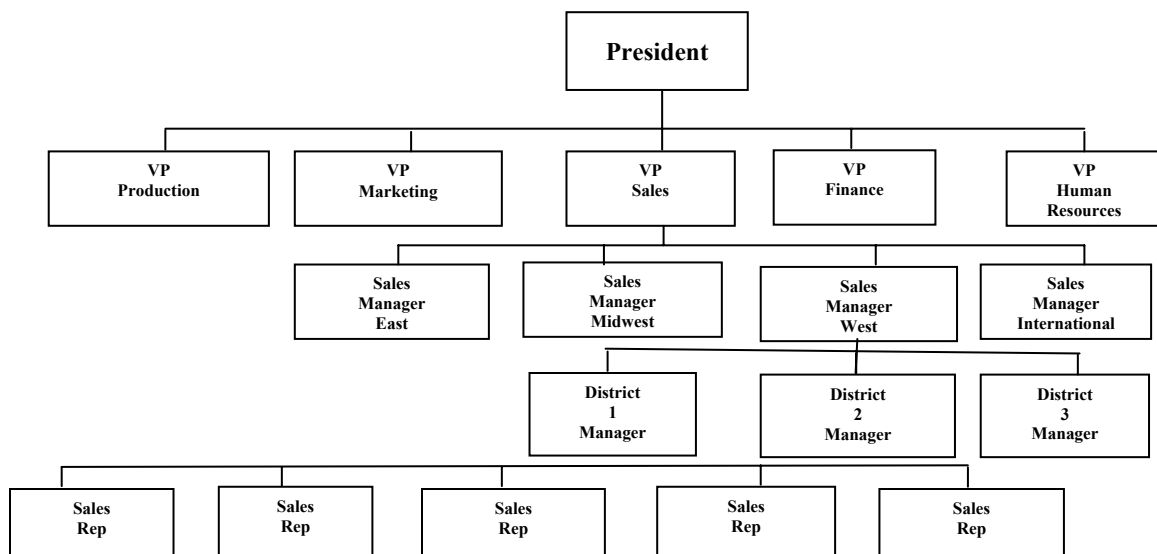 President
VP
Production
VP
Marketing
VP
Sales
VP
Finance
VP
Human
Resources
Sales
Manager
East
Sales
Manager
Midwest
Sales
Manager
West
Sales
Manager
International
District
1
Manager
District
2
Manager
District
3
Manager
Sales
Rep
Sales
Rep
Sales
Rep
Sales
Rep
Sales
Rep